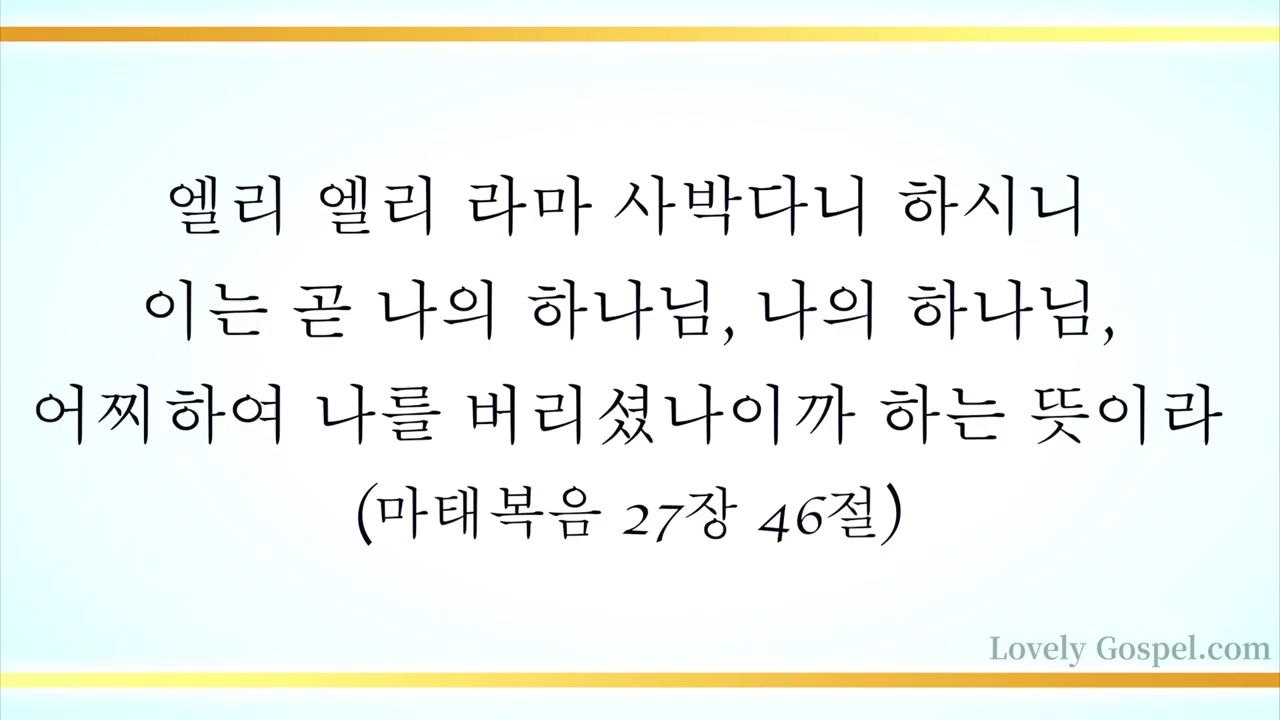 엘리 엘리 라마 사박다니 하시니
이는 곧 나의 하나님, 나의 하나님,
어찌하여 나를 버리셨나이까 하는 뜻이라
(마태복음 27장 46절)
Lovely Gospel.com